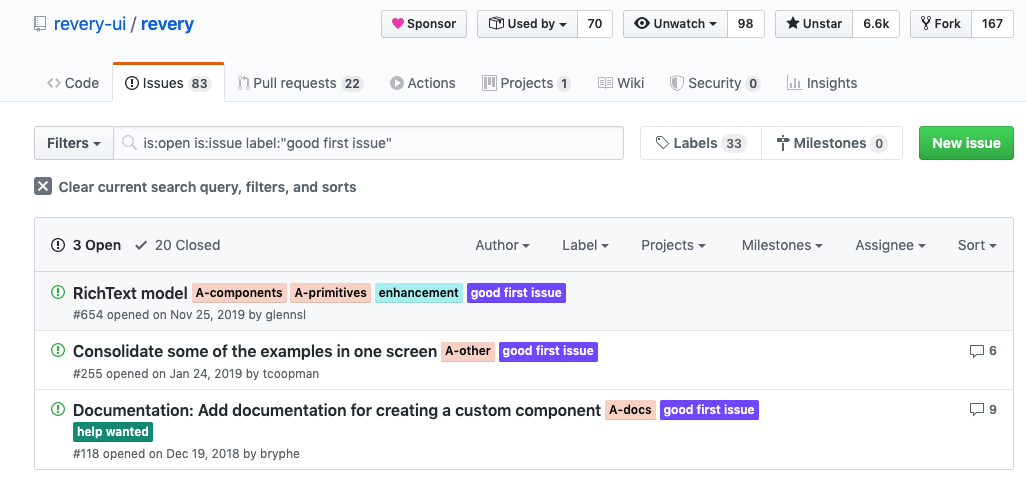 revery-ui / revery Sponsor Used by 70 Unwatch 98 Unstar 6.6k Fork 167
Code Issues 83 Pull requests 22 Actions Projects 1 Wiki Security 0 Insights
Filters is:open is:issue label:"good first issue" Labels 33 Milestones 0 New issue
Clear current search query, filters, and sorts
3 Open 20 Closed Author Label Projects Milestones Assignee Sort
RichText model A-components A-primitives enhancement good first issue
#654 opened on Nov 25, 2019 by glennsl
Consolidate some of the examples in one screen A-other good first issue 6
#255 opened on Jan 24, 2019 by tcoopman
Documentation: Add documentation for creating a custom component A-docs good first issue 9
help wanted
#118 opened on Dec 19, 2018 by bryphe